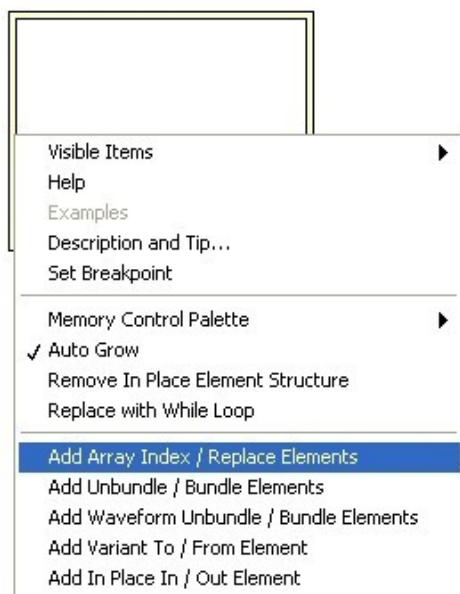 Visible Items
Help
Examples
Description and Tip...
Set Breakpoint
Memory Control Palette
Auto Grow
Remove In Place Element Structure
Replace with While Loop
Add Array Index / Replace Elements
Add Unbundle / Bundle Elements
Add Waveform Unbundle / Bundle Elements
Add Variant To / From Element
Add In Place In / Out Element